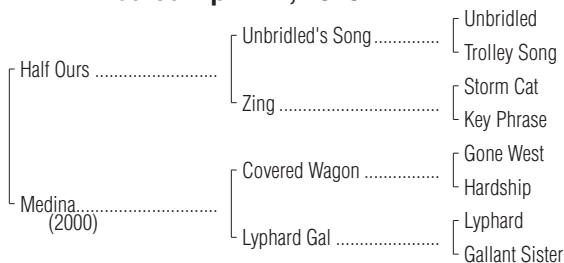 Unbridled
Unbridled's Song
Trolley Song
Half Ours
Storm Cat
Zing
Key Phrase
Gone West
Covered Wagon
Hardship
Medina
(2000)
Lyphard
Lyphard Gal
Gallant Sister